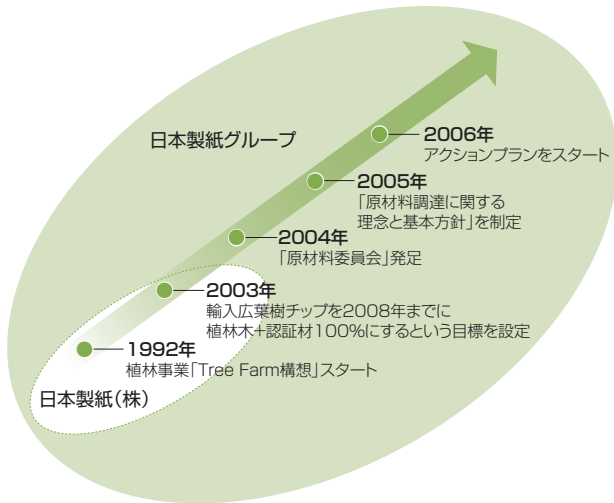 日本製紙グループ
2006年
アクションプランをスタート
2005年
「原材料調達に関する
理念と基本方針」を制定
2004年
「原材料委員会」発足
2003年
輸入広葉樹チップを2008年までに
植林木+認証材100%にするという目標を設定
1992年
植林事業「Tree Farm構想」スタート
日本製紙(株)